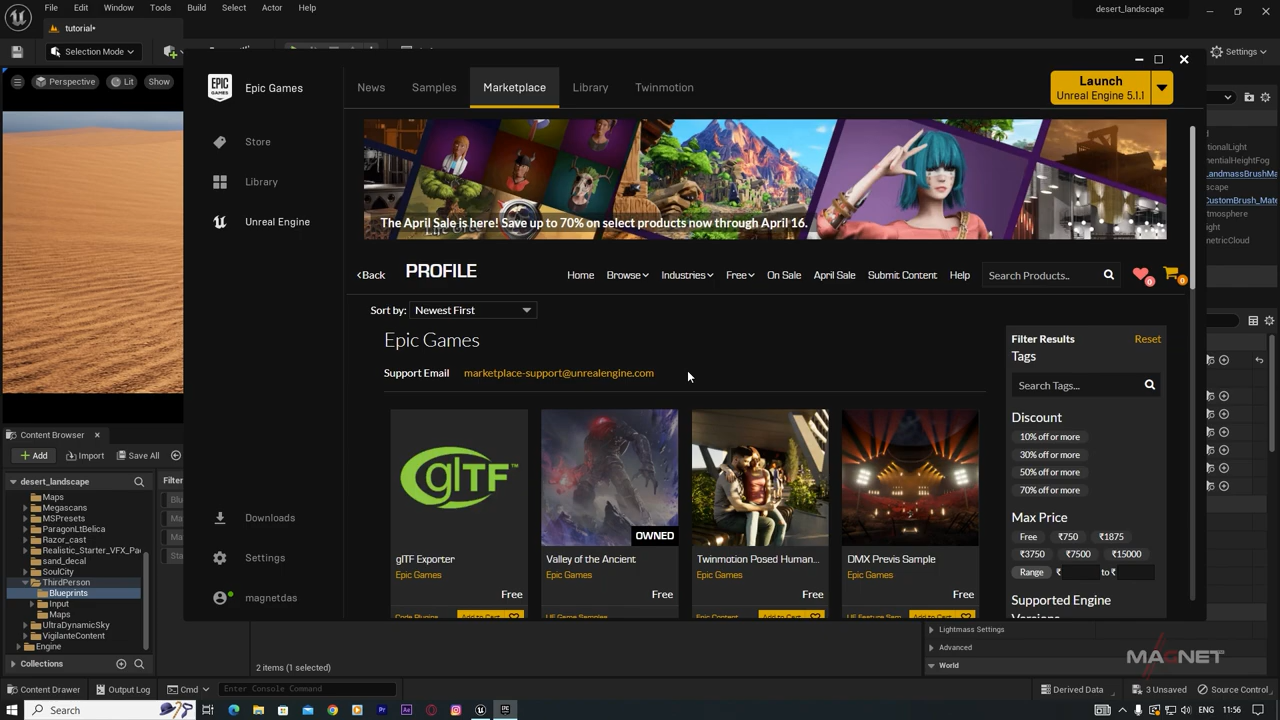 File Edit Window Tools Build Select Actor Help
desert_landscape
tutorial*
Selection Mode
Settings
Perspective
Lit
Show
EPIC GAMES
Epic Games
News
Samples
Marketplace
Library
Twinmotion
Launch
Unreal Engine 5.1.1
Store
Library
Unreal Engine
Downloads
Settings
magnetdas
The April Sale is here! Save up to 70% on select products now through April 16.
Back
PROFILE
Home
Browse
Industries
Free
On Sale
April Sale
Submit Content
Help
Search Products..
0
0
Sort by: Newest First
Epic Games
Support Email marketplace-support@unrealengine.com
glTF™
OWNED
glTF Exporter
Epic Games
Free
Valley of the Ancient
Epic Games
Free
Twinmotion Posed Human...
Epic Games
Free
DMX Previs Sample
Epic Games
Free
Filter Results
Reset
Tags
Search Tags...
Discount
10% off or more
30% off or more
50% off or more
70% off or more
Max Price
Free ₹750 ₹1875
₹3750 ₹7500 ₹15000
Range ₹ to ₹
Supported Engine
Content Browser
Add
Import
Save All
desert_landscape
Maps
Megascans
MSPresets
ParagonLtBelica
Razor_cast
Realistic_Starter_VFX_Pa
sand_decal
SoulCity
ThirdPerson
Blueprints
Input
Maps
UltraDynamicSky
VigilanteContent
Engine
Collections
Filter
2 items (1 selected)
Lightmass Settings
Advanced
World
MAGNET
Content Drawer
Output Log
Cmd
Enter Console Command
Derived Data
3 Unsaved
Source Control
Search
Pr
Ae
ENG
11:56